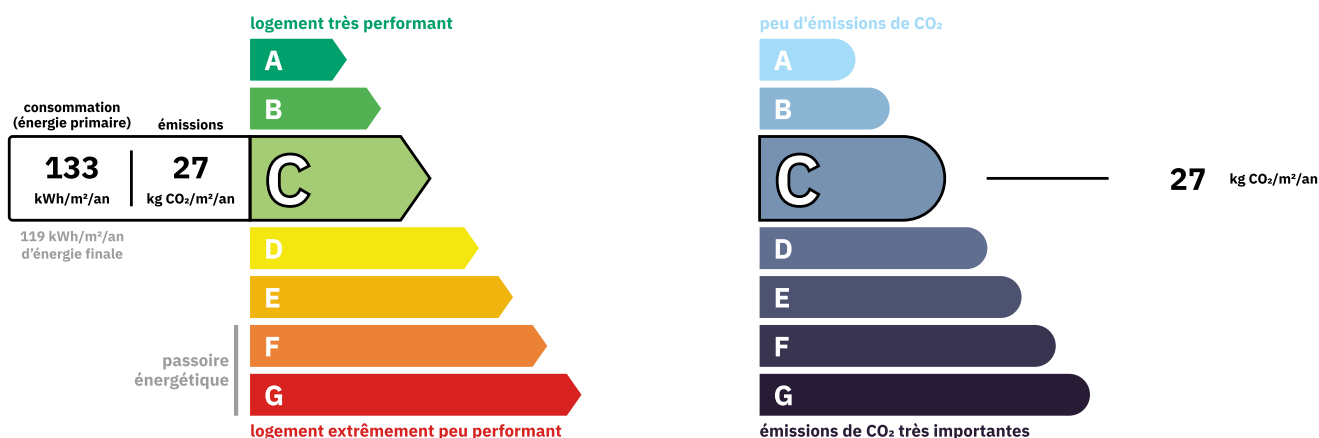 logement très performant
A
B
consommation
(énergie primaire)
émissions
133
kWh/m²/an
27
kg CO₂/m²/an
C
119 kWh/m²/an
d'énergie finale
D
E
F
passoire
énergétique
G
logement extrêmement peu performant
peu d'émissions de CO₂
A
B
C
27 kg CO₂/m²/an
D
E
F
G
émissions de CO₂ très importantes